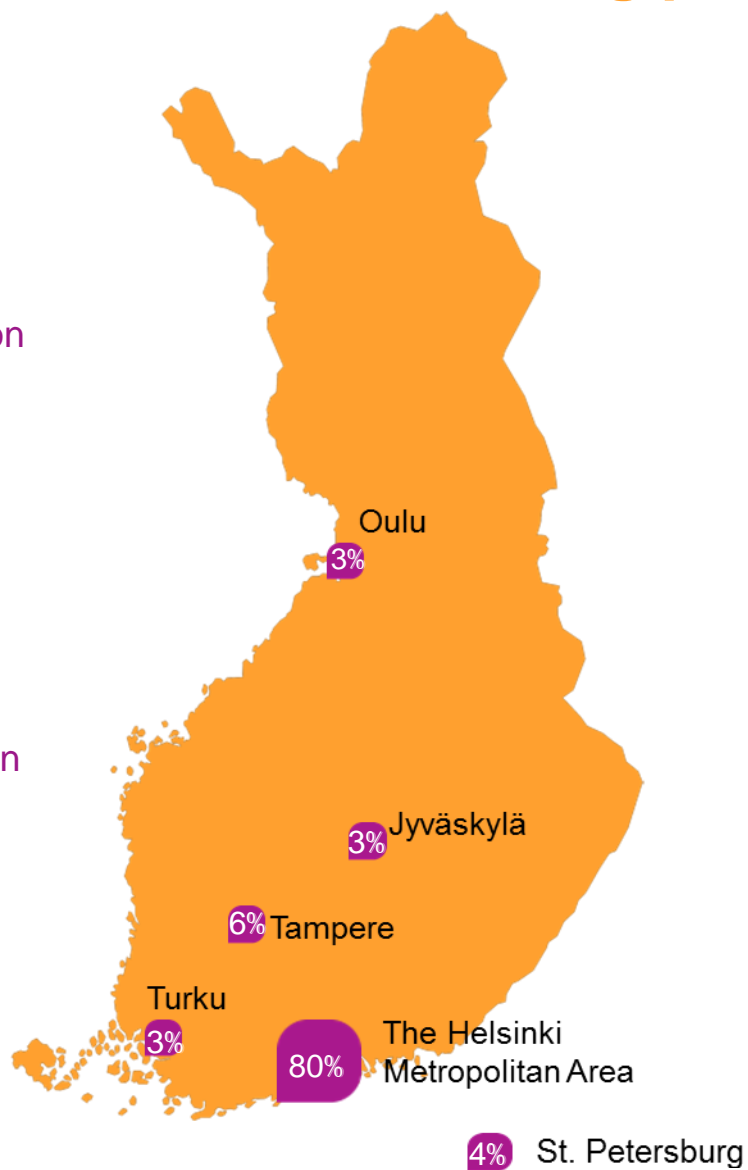 Oulu
3%
Jyväskylä
3%
6%
Tampere
Turku
3%
80%
The Helsinki
Metropolitan Area
4%
St. Petersburg